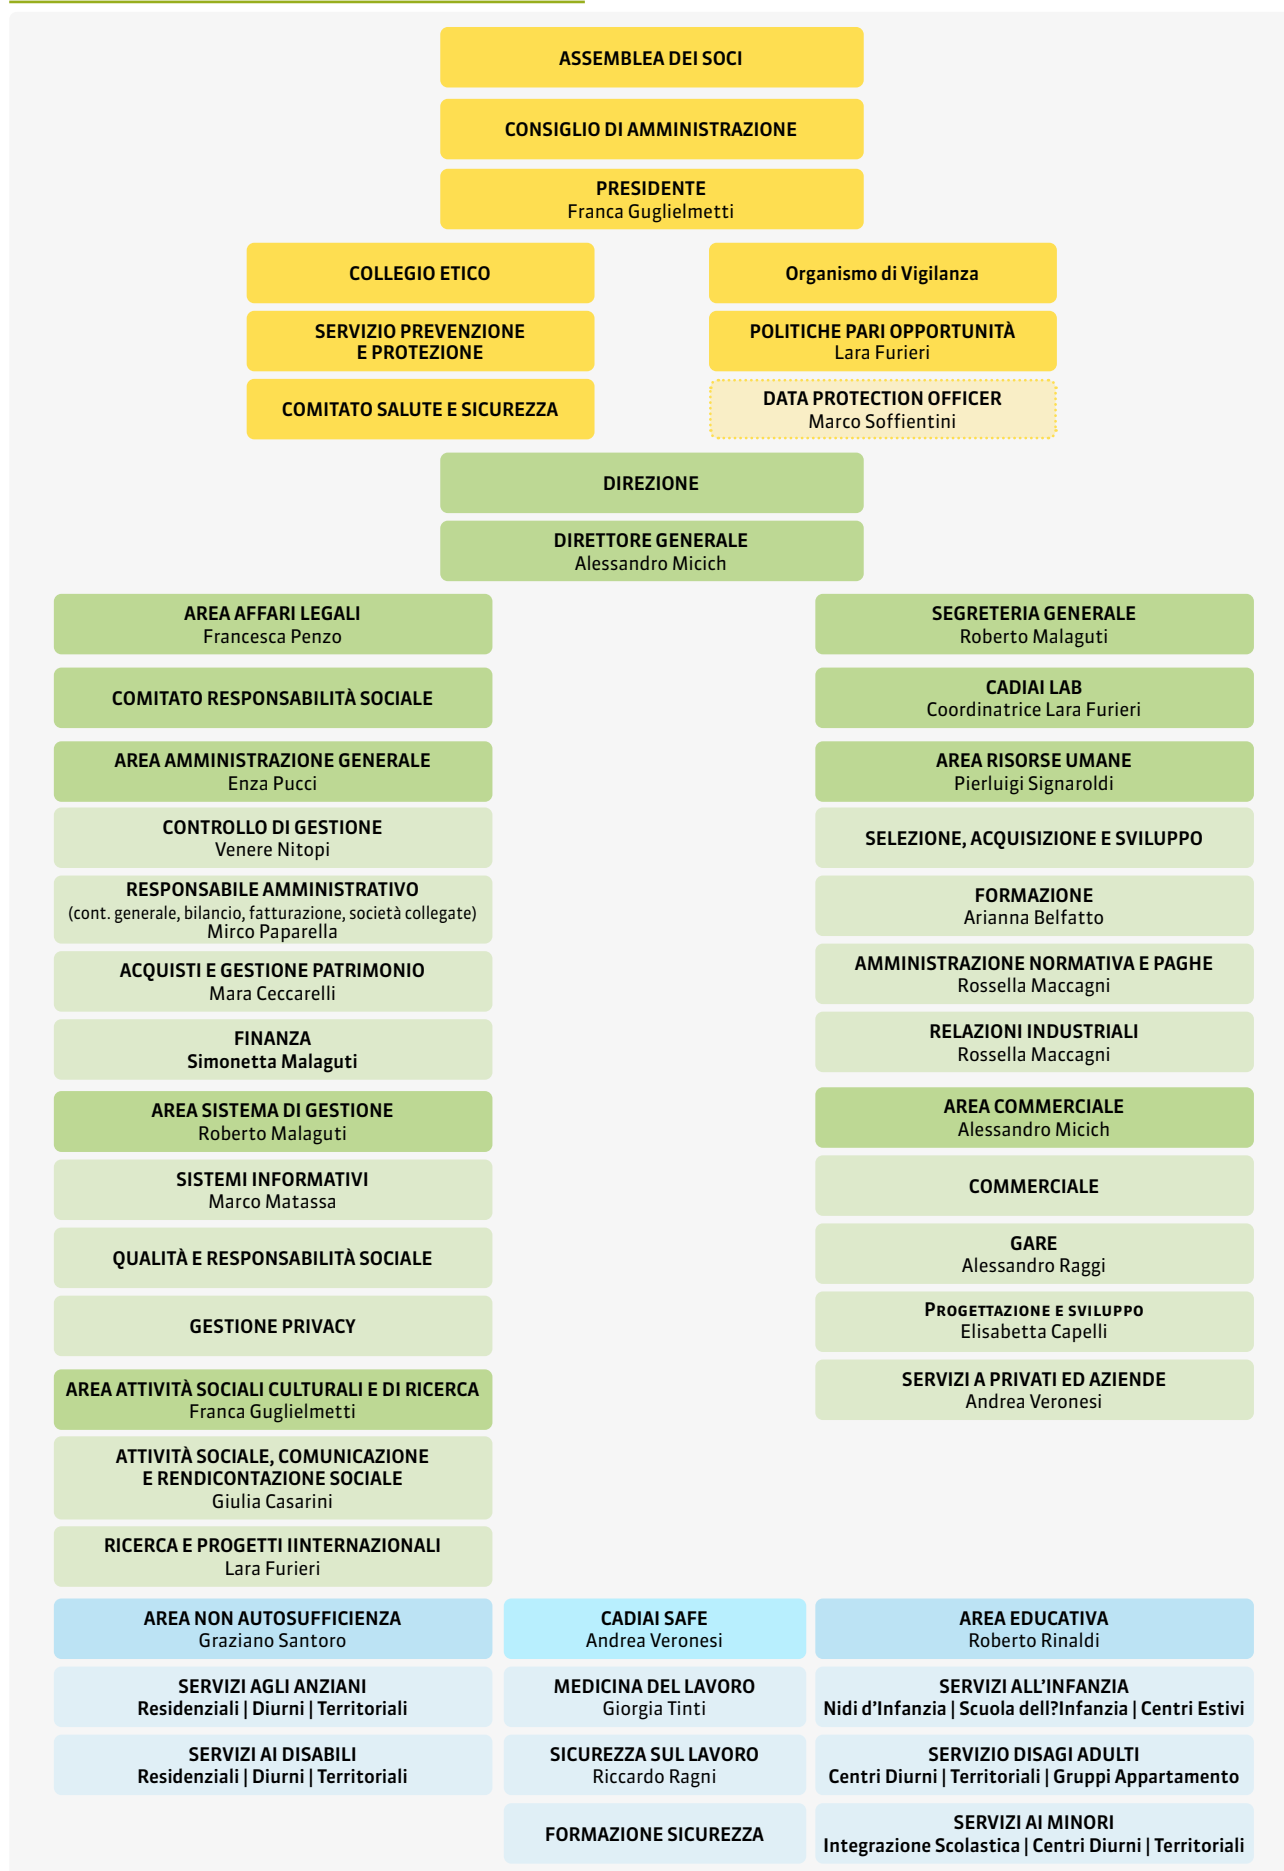 ASSEMBLEA DEI SOCI
CONSIGLIO DI AMMINISTRAZIONE
PRESIDENTE
Franca Guglielmetti
COLLEGIO ETICO
Organismo di Vigilanza
SERVIZIO PREVENZIONE
E PROTEZIONE
POLITICHE PARI OPPORTUNITÀ
Lara Furieri
COMITATO SALUTE E SICUREZZA
DATA PROTECTION OFFICER
Marco Soffientini
DIREZIONE
DIRETTORE GENERALE
Alessandro Micich
AREA AFFARI LEGALI
Francesca Penzo
COMITATO RESPONSABILITÀ SOCIALE
AREA AMMINISTRAZIONE GENERALE
Enza Pucci
CONTROLLO DI GESTIONE
Venere Nitopi
RESPONSABILE AMMINISTRATIVO
(cont. generale, bilancio, fatturazione, società collegate)
Mirco Paparella
ACQUISTI E GESTIONE PATRIMONIO
Mara Ceccarelli
FINANZA
Simonetta Malaguti
AREA SISTEMA DI GESTIONE
Roberto Malaguti
SISTEMI INFORMATIVI
Marco Matassa
QUALITÀ E RESPONSABILITÀ SOCIALE
GESTIONE PRIVACY
AREA ATTIVITÀ SOCIALI CULTURALI E DI RICERCA
Franca Guglielmetti
ATTIVITÀ SOCIALE, COMUNICAZIONE
E RENDICONTAZIONE SOCIALE
Giulia Casarini
RICERCA E PROGETTI IINTERNAZIONALI
Lara Furieri
SEGRETERIA GENERALE
Roberto Malaguti
CADIAI LAB
Coordinatrice Lara Furieri
AREA RISORSE UMANE
Pierluigi Signaroldi
SELEZIONE, ACQUISIZIONE E SVILUPPO
FORMAZIONE
Arianna Belfatto
AMMINISTRAZIONE NORMATIVA E PAGHE
Rossella Maccagni
RELAZIONI INDUSTRIALI
Rossella Maccagni
AREA COMMERCIALE
Alessandro Micich
COMMERCIALE
GARE
Alessandro Raggi
PROGETTAZIONE E SVILUPPO
Elisabetta Capelli
SERVIZI A PRIVATI ED AZIENDE
Andrea Veronesi
AREA NON AUTOSUFFICIENZA
Graziano Santoro
SERVIZI AGLI ANZIANI
Residenziali | Diurni | Territoriali
SERVIZI AI DISABILI
Residenziali | Diurni | Territoriali
CADIAI SAFE
Andrea Veronesi
MEDICINA DEL LAVORO
Giorgia Tinti
SICUREZZA SUL LAVORO
Riccardo Ragni
FORMAZIONE SICUREZZA
AREA EDUCATIVA
Roberto Rinaldi
SERVIZI ALL'INFANZIA
Nidi d'Infanzia | Scuola dell?Infanzia | Centri Estivi
SERVIZIO DISAGI ADULTI
Centri Diurni | Territoriali | Gruppi Appartamento
SERVIZI AI MINORI
Integrazione Scolastica | Centri Diurni | Territoriali